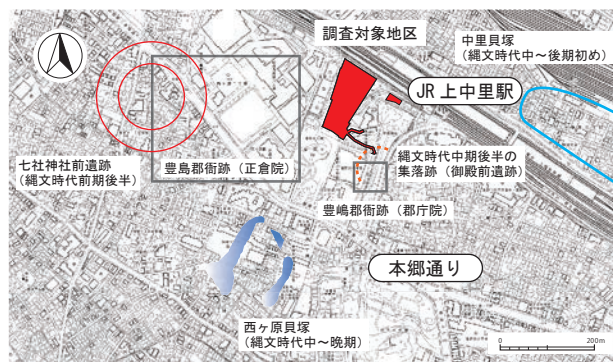 調査対象地区
中里貝塚
(縄文時代中〜後期初め)
JR 上中里駅
七社神社前遺跡
(縄文時代前期後半)
豊島郡衙跡(正倉院)
縄文時代中期後半の
集落跡(御殿前遺跡)
豊嶋郡衙跡(郡庁院)
本郷通り
西ヶ原貝塚
(縄文時代中〜晩期)
0 200m